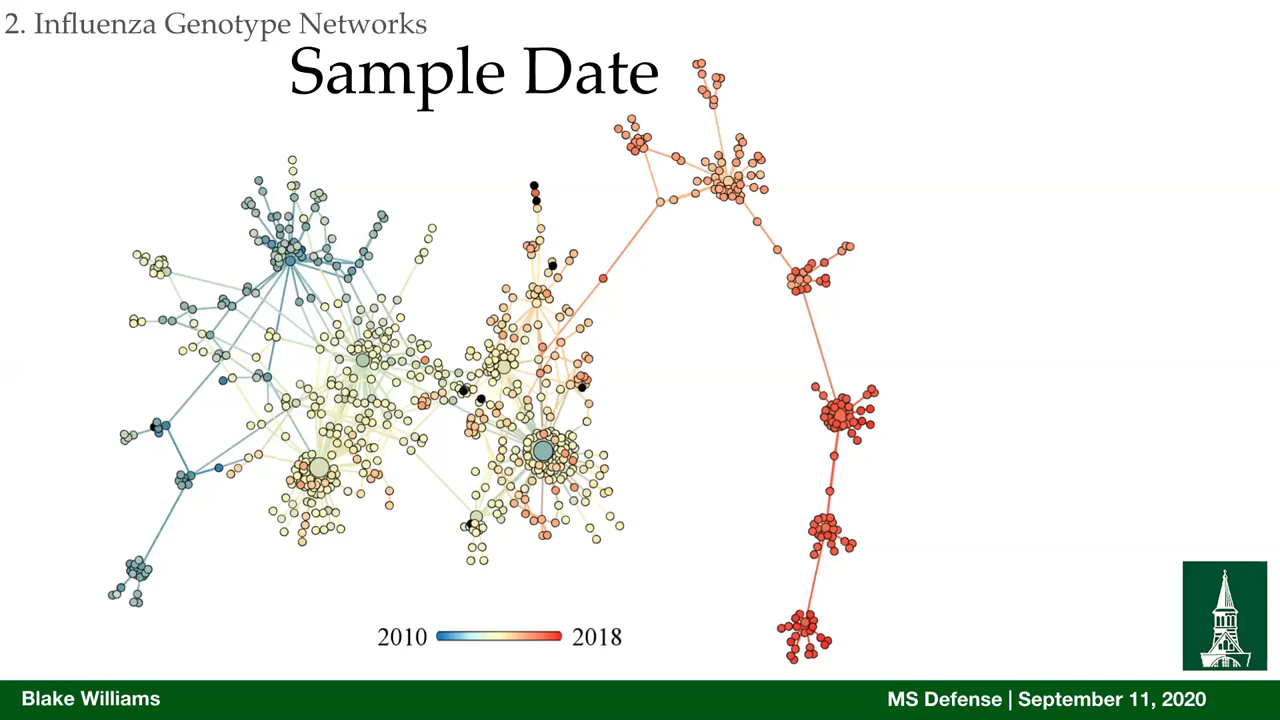 2. Influenza Genotype Networks
Sample Date
2010
2018
Blake Williams
MS Defense | September 11, 2020